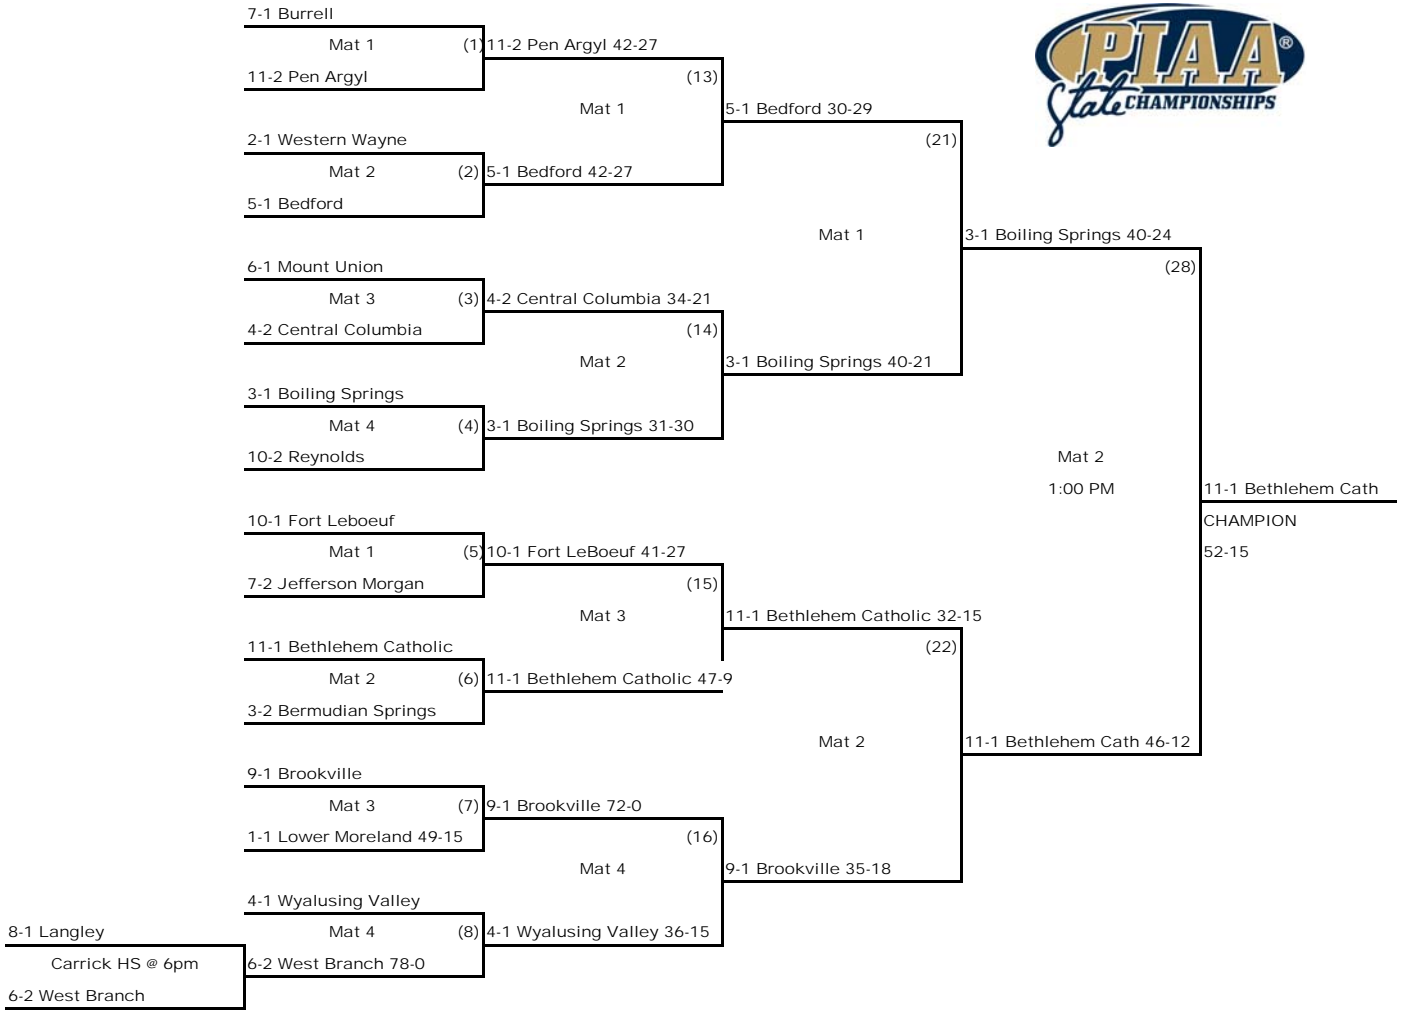 7-1 Burrell
Mat 1 (1) 11-2 Pen Argyl 42-27
11-2 Pen Argyl (13)
Mat 1 5-1 Bedford 30-29
2-1 Western Wayne (21)
Mat 2 (2) 5-1 Bedford 42-27
5-1 Bedford
Mat 1 3-1 Boiling Springs 40-24
6-1 Mount Union (28)
Mat 3 (3) 4-2 Central Columbia 34-21
4-2 Central Columbia (14)
Mat 2 3-1 Boiling Springs 40-21
3-1 Boiling Springs
Mat 4 (4) 3-1 Boiling Springs 31-30
10-2 Reynolds Mat 2
1:00 PM 11-1 Bethlehem Cath
10-1 Fort Leboeuf CHAMPION
Mat 1 (5) 10-1 Fort LeBoeuf 41-27 52-15
7-2 Jefferson Morgan (15)
Mat 3 11-1 Bethlehem Catholic 32-15
11-1 Bethlehem Catholic (22)
Mat 2 (6) 11-1 Bethlehem Catholic 47-9
3-2 Bermudian Springs
Mat 2 11-1 Bethlehem Cath 46-12
9-1 Brookville
Mat 3 (7) 9-1 Brookville 72-0
1-1 Lower Moreland 49-15 (16)
Mat 4 9-1 Brookville 35-18
4-1 Wyalusing Valley
8-1 Langley Mat 4 (8) 4-1 Wyalusing Valley 36-15
Carrick HS @ 6pm 6-2 West Branch 78-0
6-2 West Branch
PIAA®
State CHAMPIONSHIPS